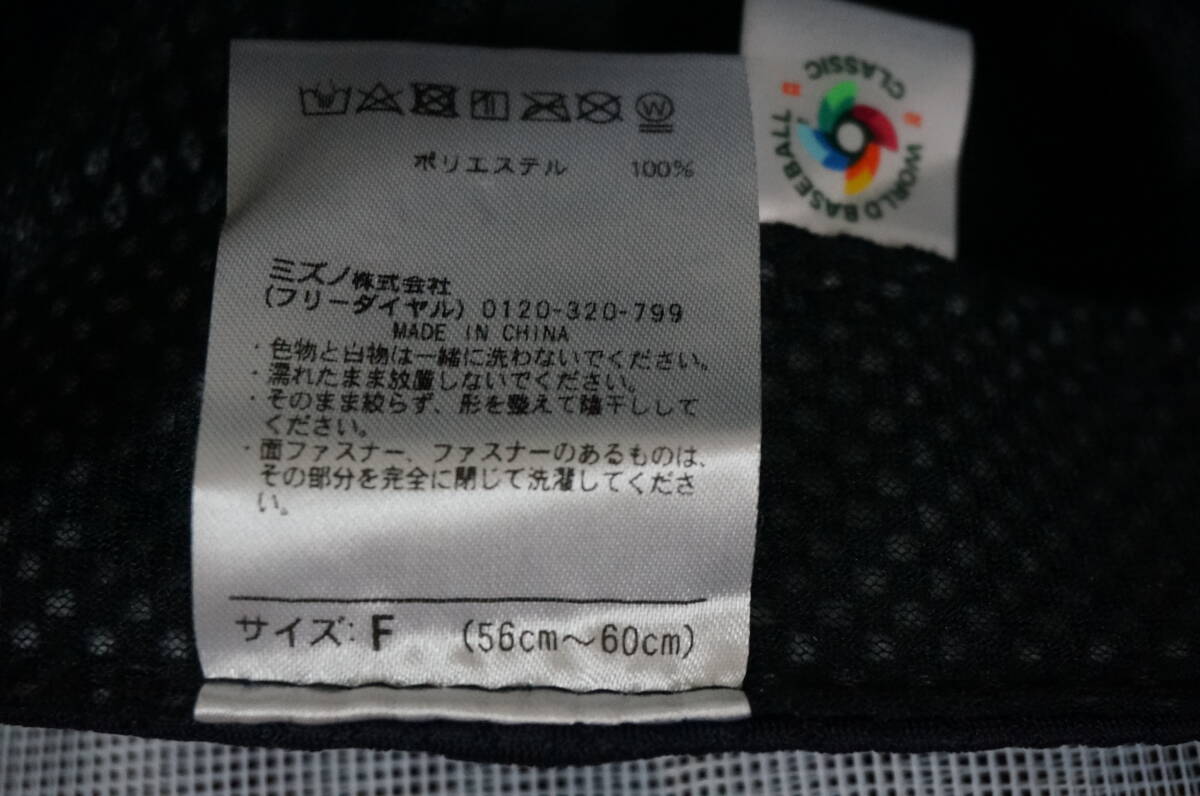 ポリエステル 100%
ミズノ株式会社
(フリーダイヤル) 0120-320-799
MADE IN CHINA
・色物と白物は一緒に洗わないでください。
・濡れたまま放置しないでください。
・そのまま絞らず、形を整えて陰干しして
ください。
・面ファスナー、ファスナーのあるものは、
その部分を完全に閉じて洗濯してくださ
い。
サイズ: F (56cm〜60cm)
WORLD BASEBALL
CLASSIC